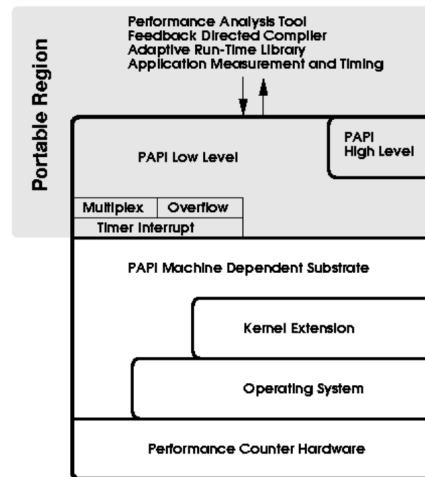 Performance Analysis Tool
Feedback Directed Compiler
Adaptive Run-Time Library
Application Measurement and Timing
Portable Region
PAPI Low Level
PAPI
High Level
Multiplex
Overflow
Timer Interrupt
PAPI Machine Dependent Substrate
Kernel Extension
Operating System
Performance Counter Hardware